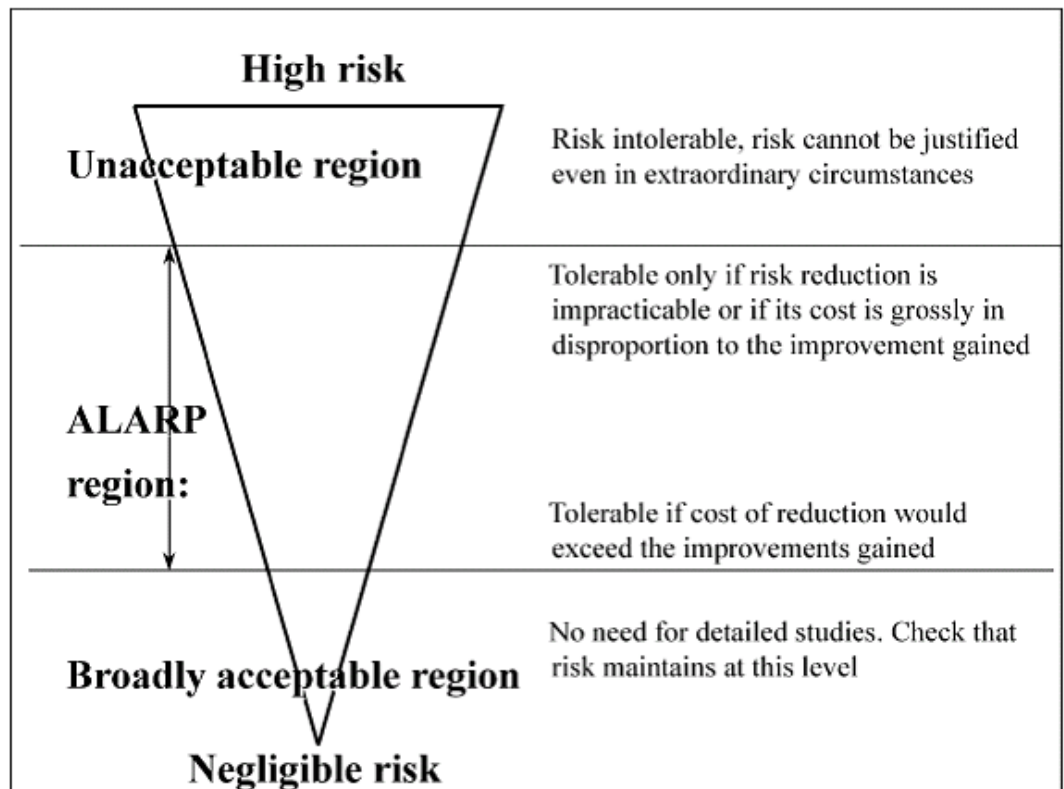 High risk
Unacceptable region
Risk intolerable, risk cannot be justified
even in extraordinary circumstances
Tolerable only if risk reduction is
impracticable or if its cost is grossly in
disproportion to the improvement gained
ALARP
region:
Tolerable if cost of reduction would
exceed the improvements gained
Broadly acceptable region
No need for detailed studies. Check that
risk maintains at this level
Negligible risk